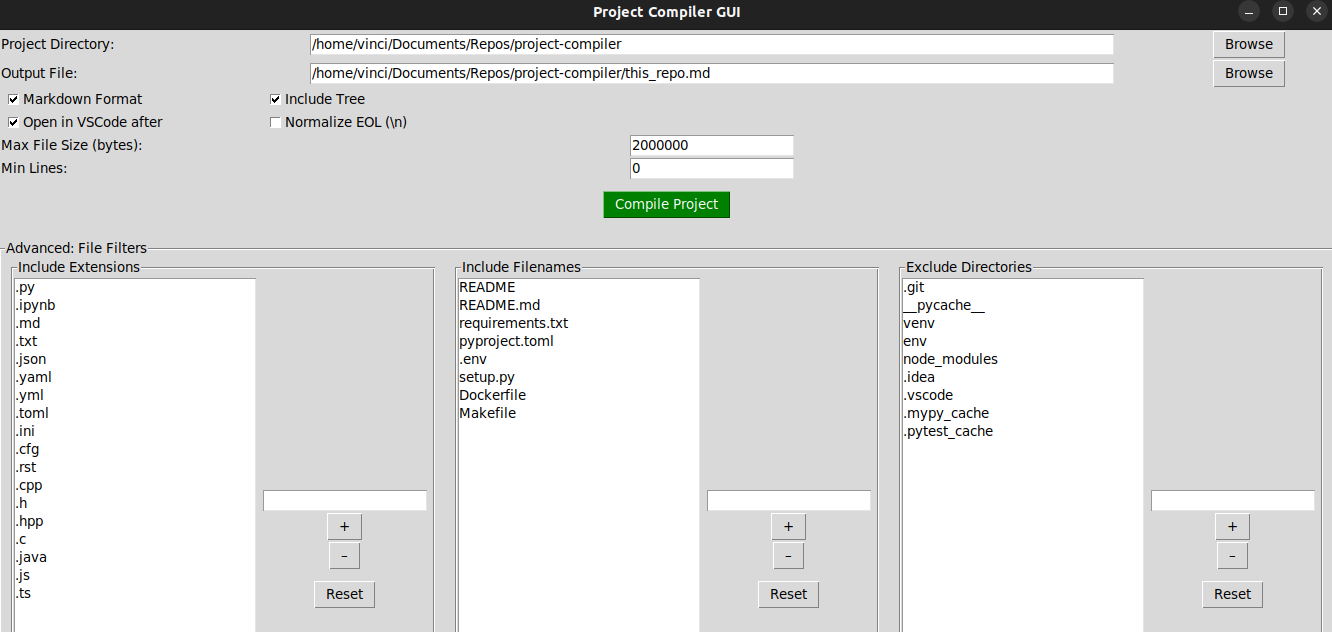 Project Compiler GUI
Project Directory:
/home/vinci/Documents/Repos/project-compiler
Browse
Output File:
/home/vinci/Documents/Repos/project-compiler/this_repo.md
Browse
Markdown Format
Include Tree
Open in VSCode after
Normalize EOL (\n)
Max File Size (bytes):
2000000
Min Lines:
0
Compile Project
Advanced: File Filters
Include Extensions
.py
.ipynb
.md
.txt
.json
.yaml
.yml
.toml
.ini
.cfg
.rst
.cpp
.h
.hpp
.c
.java
.js
.ts
+
-
Reset
Include Filenames
README
README.md
requirements.txt
pyproject.toml
.env
setup.py
Dockerfile
Makefile
+
-
Reset
Exclude Directories
.git
__pycache__
venv
env
node_modules
.idea
.vscode
.mypy_cache
.pytest_cache
+
-
Reset